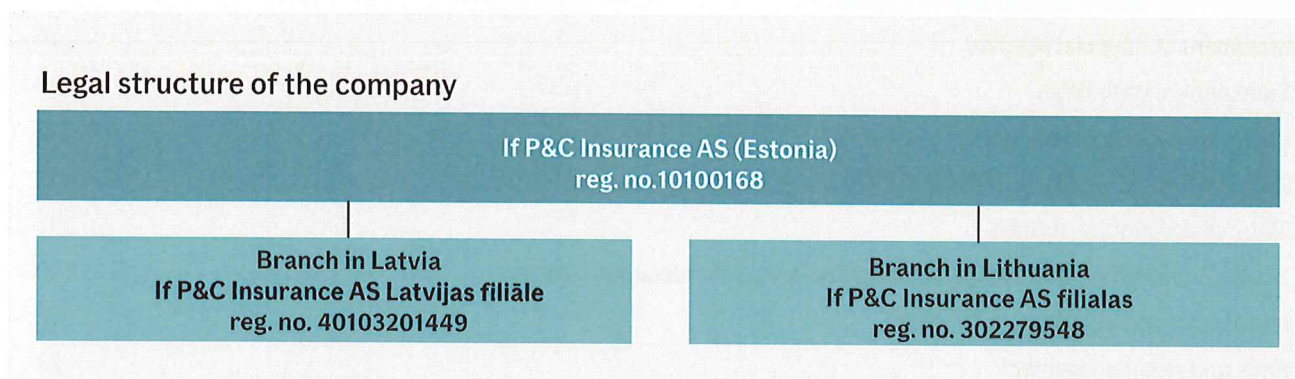 Legal structure of the company
If P&C Insurance AS (Estonia)
reg. no.10100168
Branch in Latvia
If P&C Insurance AS Latvijas filiāle
reg. no. 40103201449
Branch in Lithuania
If P&C Insurance AS filialas
reg. no. 302279548